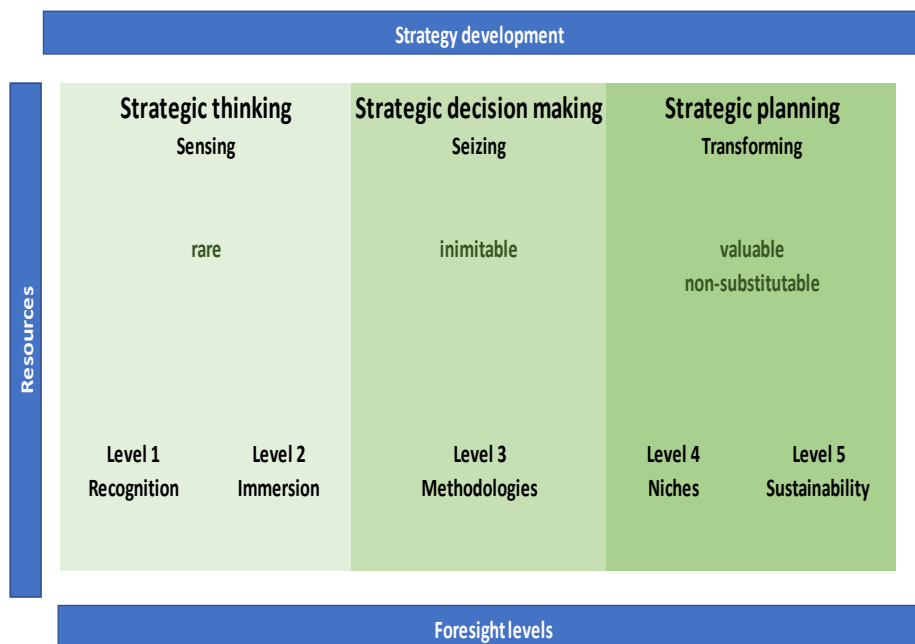 Strategy development
Resources
Strategic thinking
Sensing
rare
Level 1
Recognition
Level 2
Immersion
Strategic decision making
Seizing
inimitable
Level 3
Methodologies
Strategic planning
Transforming
valuable
non-substitutable
Level 4
Niches
Level 5
Sustainability
Foresight levels